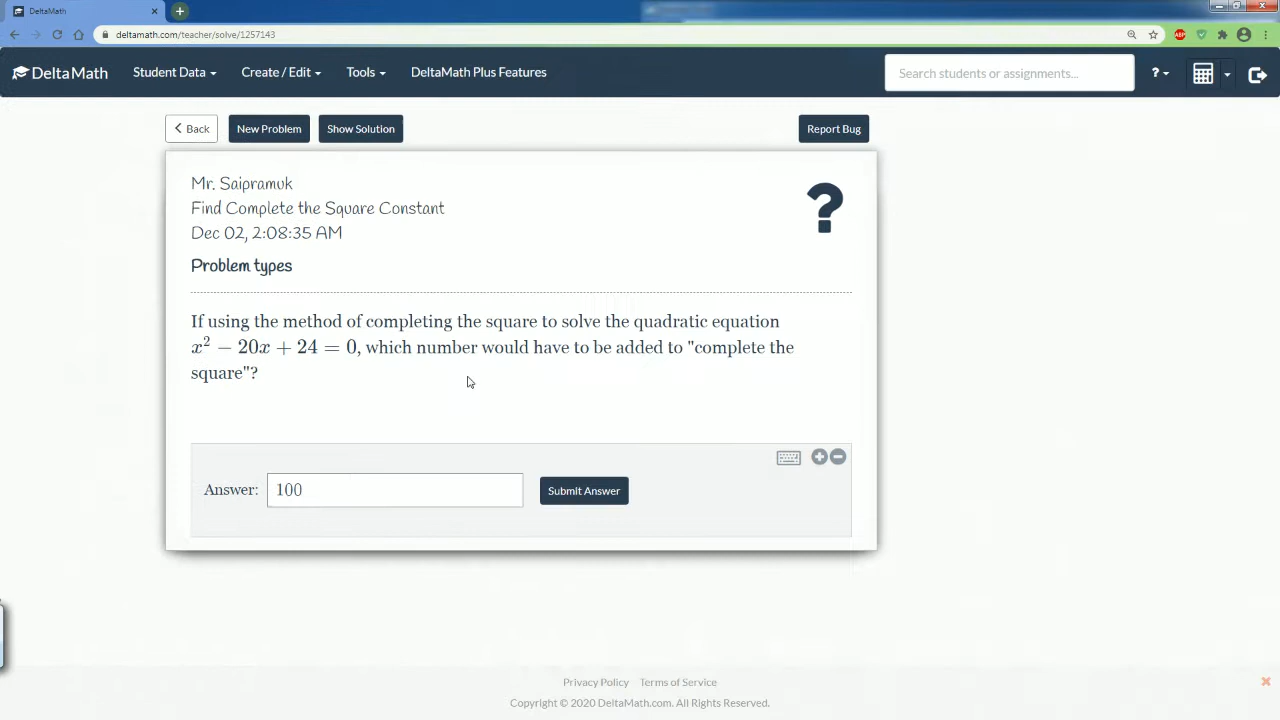 DeltaMath
deltamath.com/teacher/solve/1257143
ABP
DeltaMath Student Data Create / Edit Tools DeltaMath Plus Features Search students or assignments... ?
Back New Problem Show Solution Report Bug
Mr. Saipramuk
Find Complete the Square Constant
Dec 02, 2:08:35 AM
?
Problem types
If using the method of completing the square to solve the quadratic equation
x² − 20x + 24 = 0, which number would have to be added to "complete the
square"?
Answer: 100 Submit Answer
Privacy Policy Terms of Service
Copyright © 2020 DeltaMath.com. All Rights Reserved.